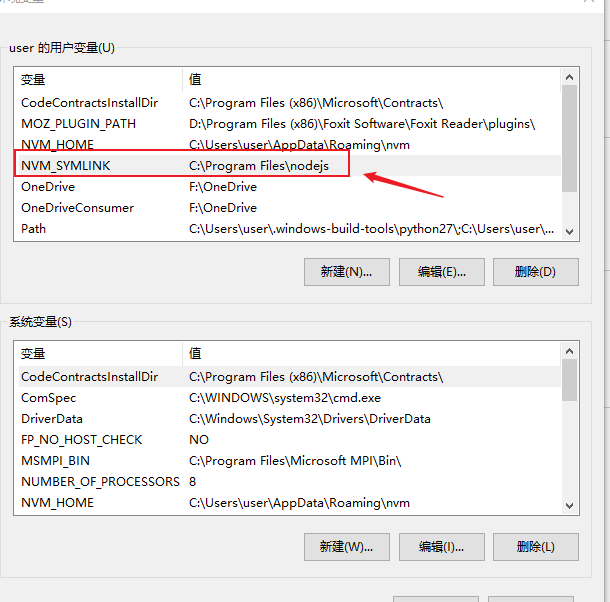 user 的用户变量(U)
变量 值
CodeContractsInstallDir C:\Program Files (x86)\Microsoft\Contracts\
MOZ_PLUGIN_PATH D:\Program Files (x86)\Foxit Software\Foxit Reader\plugins\
NVM_HOME C:\Users\user\AppData\Roaming\nvm
NVM_SYMLINK C:\Program Files\nodejs
OneDrive F:\OneDrive
OneDriveConsumer F:\OneDrive
Path C:\Users\user\.windows-build-tools\python27\;C:\Users\user\...
新建(N)... 编辑(E)... 删除(D)
系统变量(S)
变量 值
CodeContractsInstallDir C:\Program Files (x86)\Microsoft\Contracts\
ComSpec C:\WINDOWS\system32\cmd.exe
DriverData C:\Windows\System32\Drivers\DriverData
FP_NO_HOST_CHECK NO
MSMPI_BIN C:\Program Files\Microsoft MPI\Bin\
NUMBER_OF_PROCESSORS 8
NVM_HOME C:\Users\user\AppData\Roaming\nvm
新建(W)... 编辑(I)... 删除(L)